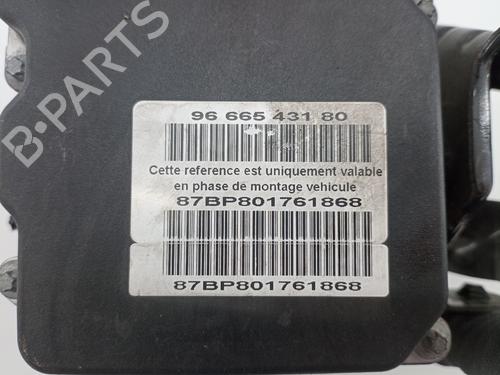 B-PARTS
96 665 431 80
Cette reference est uniquement valable
en phase de montage vehicule
87BP801761868
87BP801761868